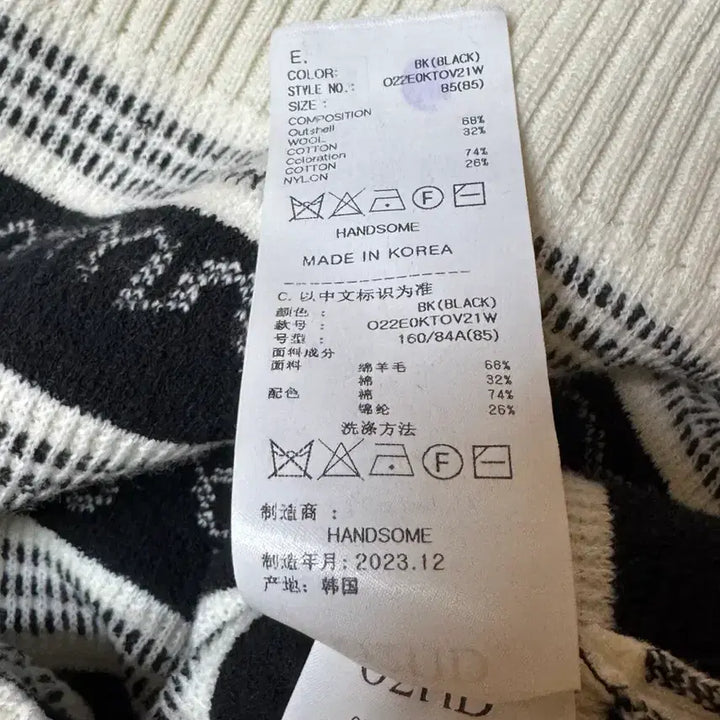 E.
COLOR: BK(BLACK)
STYLE NO.: O22E0KTOV21W
SIZE : 85(85)
COMPOSITION
Outshell
WOOL 68%
COTTON 32%
Coloration
COTTON 74%
NYLON 26%
F
HANDSOME
MADE IN KOREA
C. 以中文标识为准
颜色 : BK(BLACK)
款号 : O22E0KTOV21W
号型 : 160/84A(85)
面料成分
面料 绵羊毛 68%
棉 32%
配色 棉 74%
锦纶 26%
洗涤方法
F
制造商 :
HANDSOME
制造年月: 2023.12
产地: 韩国